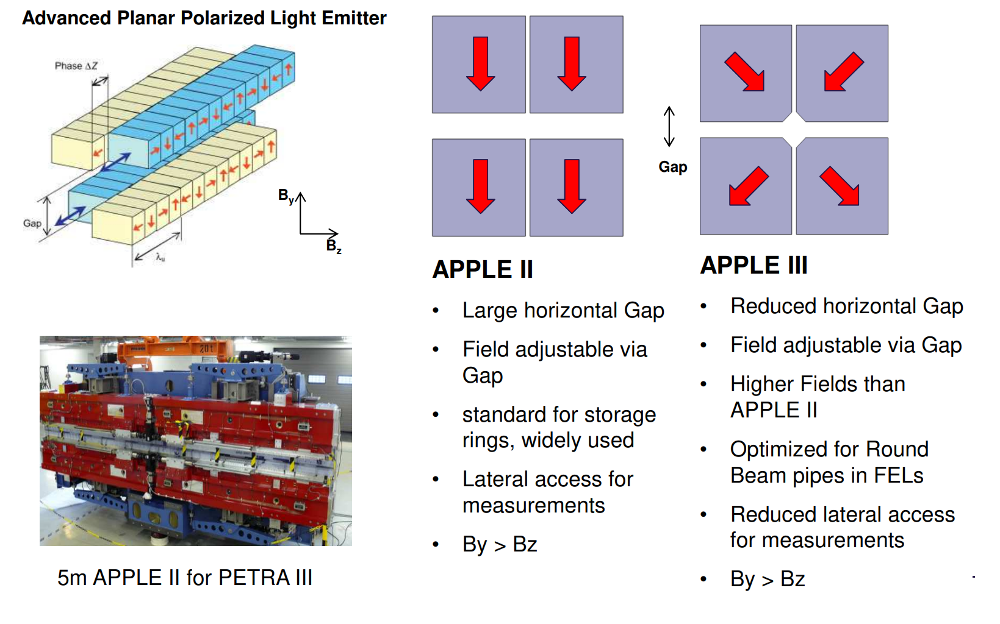 Advanced Planar Polarized Light Emitter
Phase ΔZ
Gap
λu
By
Bz
20t
5m APPLE II for PETRA III
APPLE II
• Large horizontal Gap
• Field adjustable via
Gap
• standard for storage
rings, widely used
• Lateral access for
measurements
• By > Bz
Gap
APPLE III
• Reduced horizontal Gap
• Field adjustable via Gap
• Higher Fields than
APPLE II
• Optimized for Round
Beam pipes in FELs
• Reduced lateral access
for measurements
• By > Bz